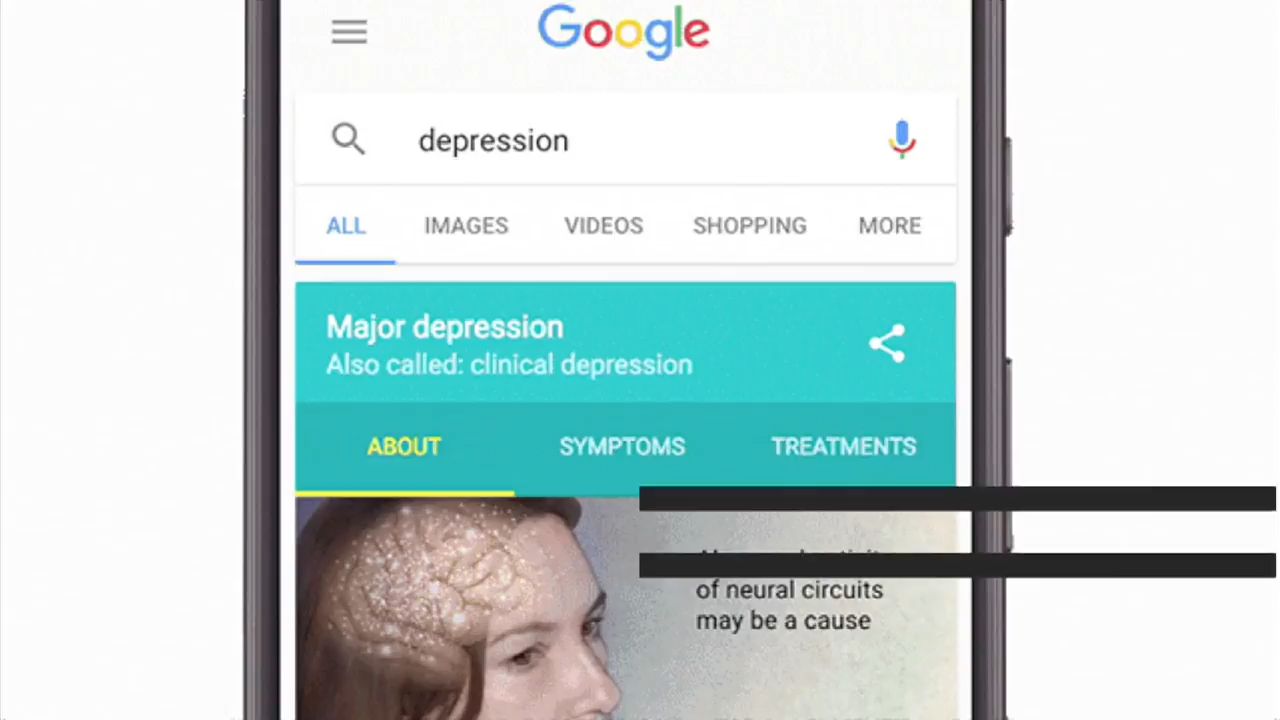 Google
depression
ALL IMAGES VIDEOS SHOPPING MORE
Major depression
Also called: clinical depression
ABOUT SYMPTOMS TREATMENTS
of neural circuits
may be a cause